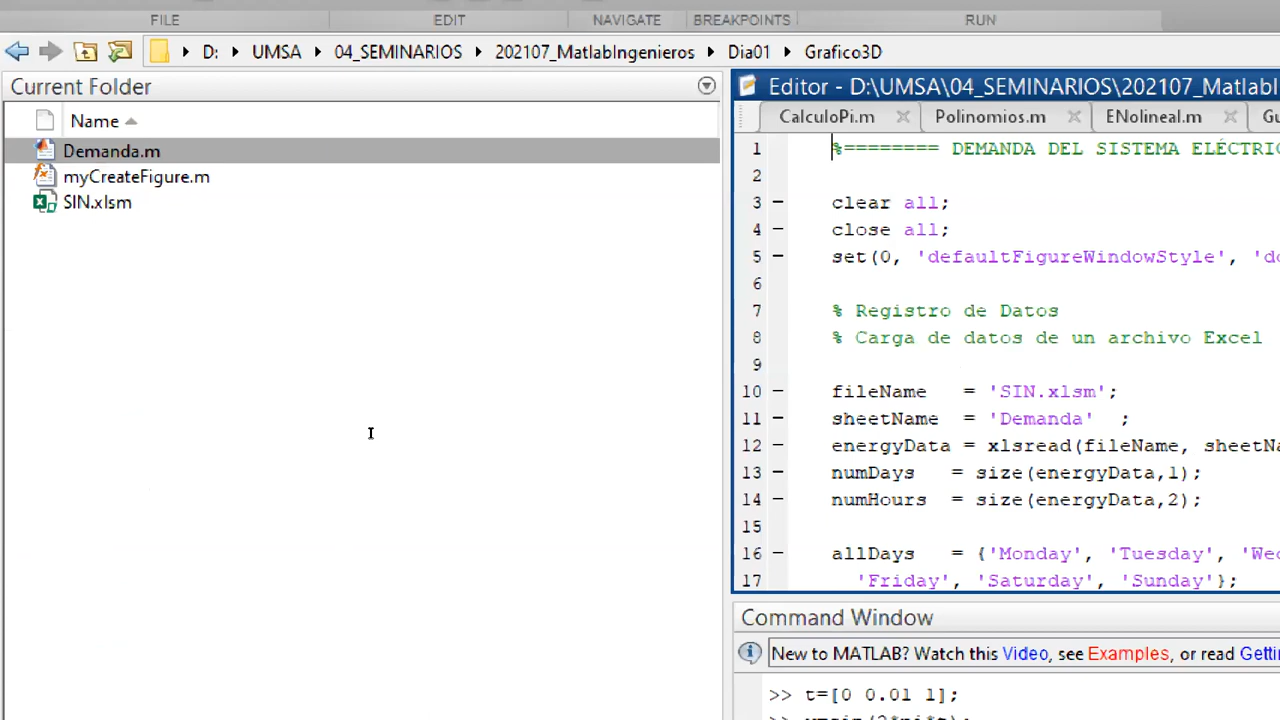 FILE EDIT NAVIGATE BREAKPOINTS RUN
D: UMSA 04_SEMINARIOS 202107_MatlabIngenieros Dia01 Grafico3D
Current Folder
Name
Demanda.m
myCreateFigure.m
SIN.xlsm
Editor - D:\UMSA\04_SEMINARIOS\202107_Matlabl
CalculoPi.m Polinomios.m ENolineal.m
1 %======== DEMANDA DEL SISTEMA ELÉCTRIC
2
3 clear all;
4 close all;
5 set(0, 'defaultFigureWindowStyle', 'do
6
7 % Registro de Datos
8 % Carga de datos de un archivo Excel
9
10 fileName = 'SIN.xlsm';
11 sheetName = 'Demanda' ;
12 energyData = xlsread(fileName, sheetNa
13 numDays = size(energyData,1);
14 numHours = size(energyData,2);
15
16 allDays = {'Monday', 'Tuesday', 'Wed
17 'Friday', 'Saturday', 'Sunday'};
Command Window
New to MATLAB? Watch this Video, see Examples, or read Getti
>> t=[0 0.01 1];